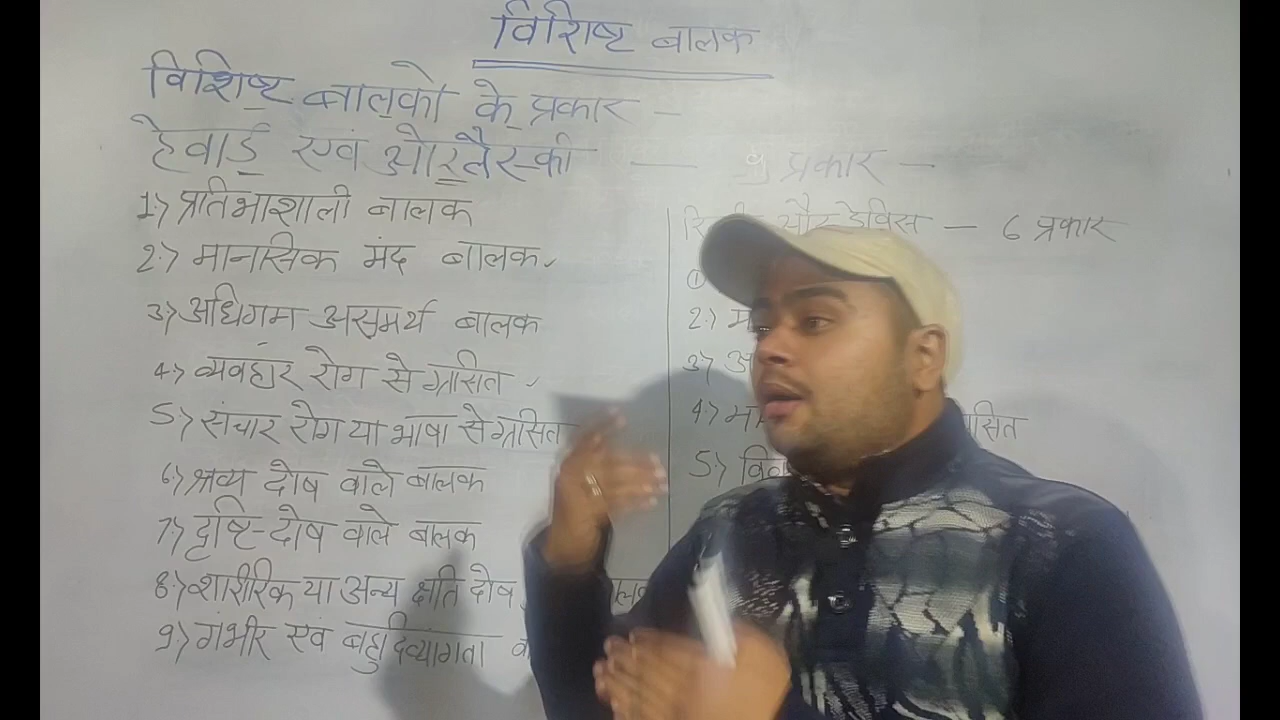 विशिष्ट बालक
विशिष्ट बालको के प्रकार -
हेवार्ड एवं ओरलैस्की — 9 प्रकार -
1.> प्रतिभाशाली बालक
2.> मानसिक मंद बालक
3.> अधिगम असमर्थ बालक
4.> व्यवहार रोग से ग्रसित
5.> संचार रोग या भाषा से ग्रसित
6.> श्रव्य दोष वाले बालक
7.> दृष्टि-दोष वाले बालक
8.> शारीरिक या अन्य क्षति दोष
9.> गंभीर एवं बहुदिव्यांगता
और डेविस — 6 प्रकार
①
2.>
3.>
4.>
5.>